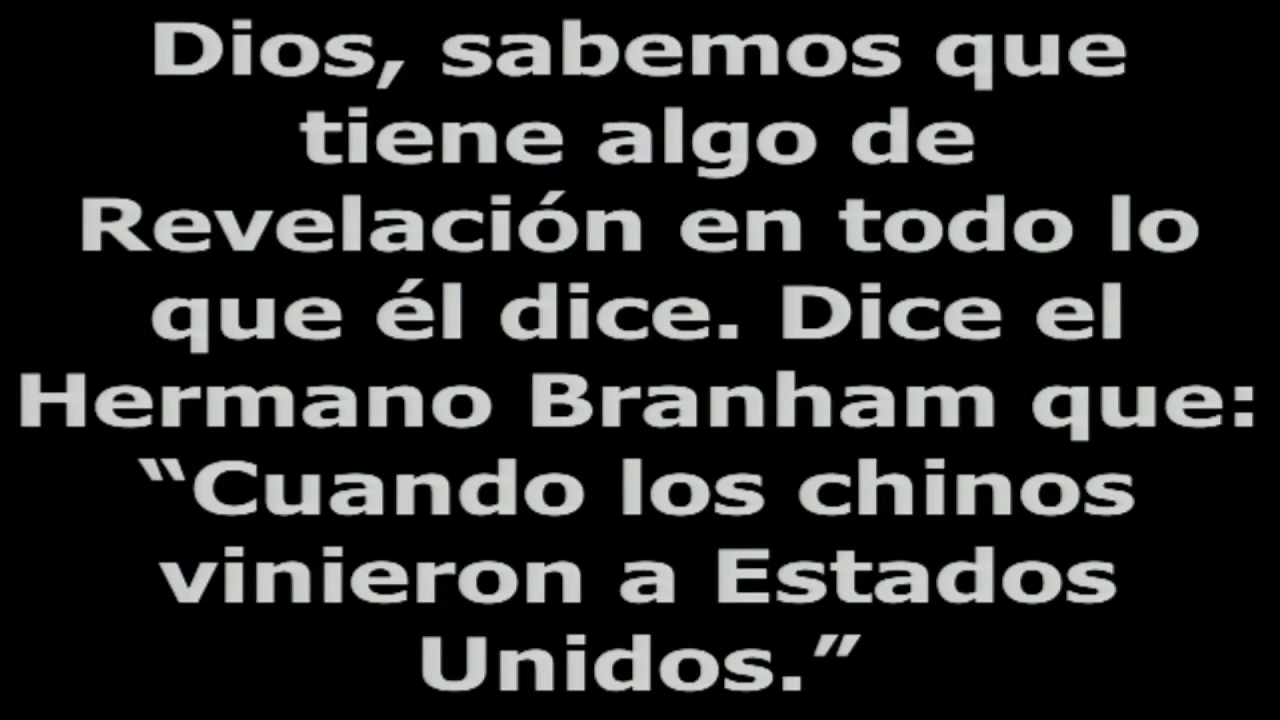 Dios, sabemos que
tiene algo de
Revelación en todo lo
que él dice. Dice el
Hermano Branham que:
“Cuando los chinos
vinieron a Estados
Unidos.”